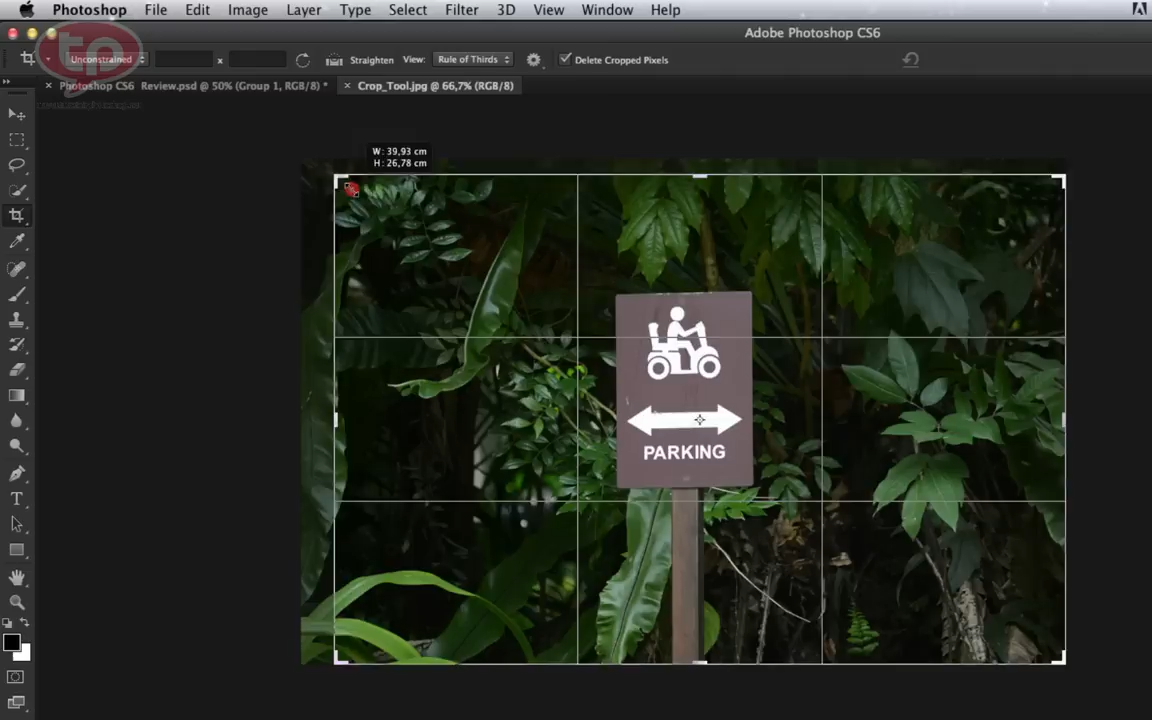 Photoshop File Edit Image Layer Type Select Filter 3D View Window Help
Adobe Photoshop CS6
tp
Unconstrained x Straighten View: Rule of Thirds Delete Cropped Pixels
Photoshop CS6 Review.psd @ 50% (Group 1, RGB/8) * Crop_Tool.jpg @ 66,7% (RGB/8)
W: 39,93 cm
H: 26,78 cm
PARKING